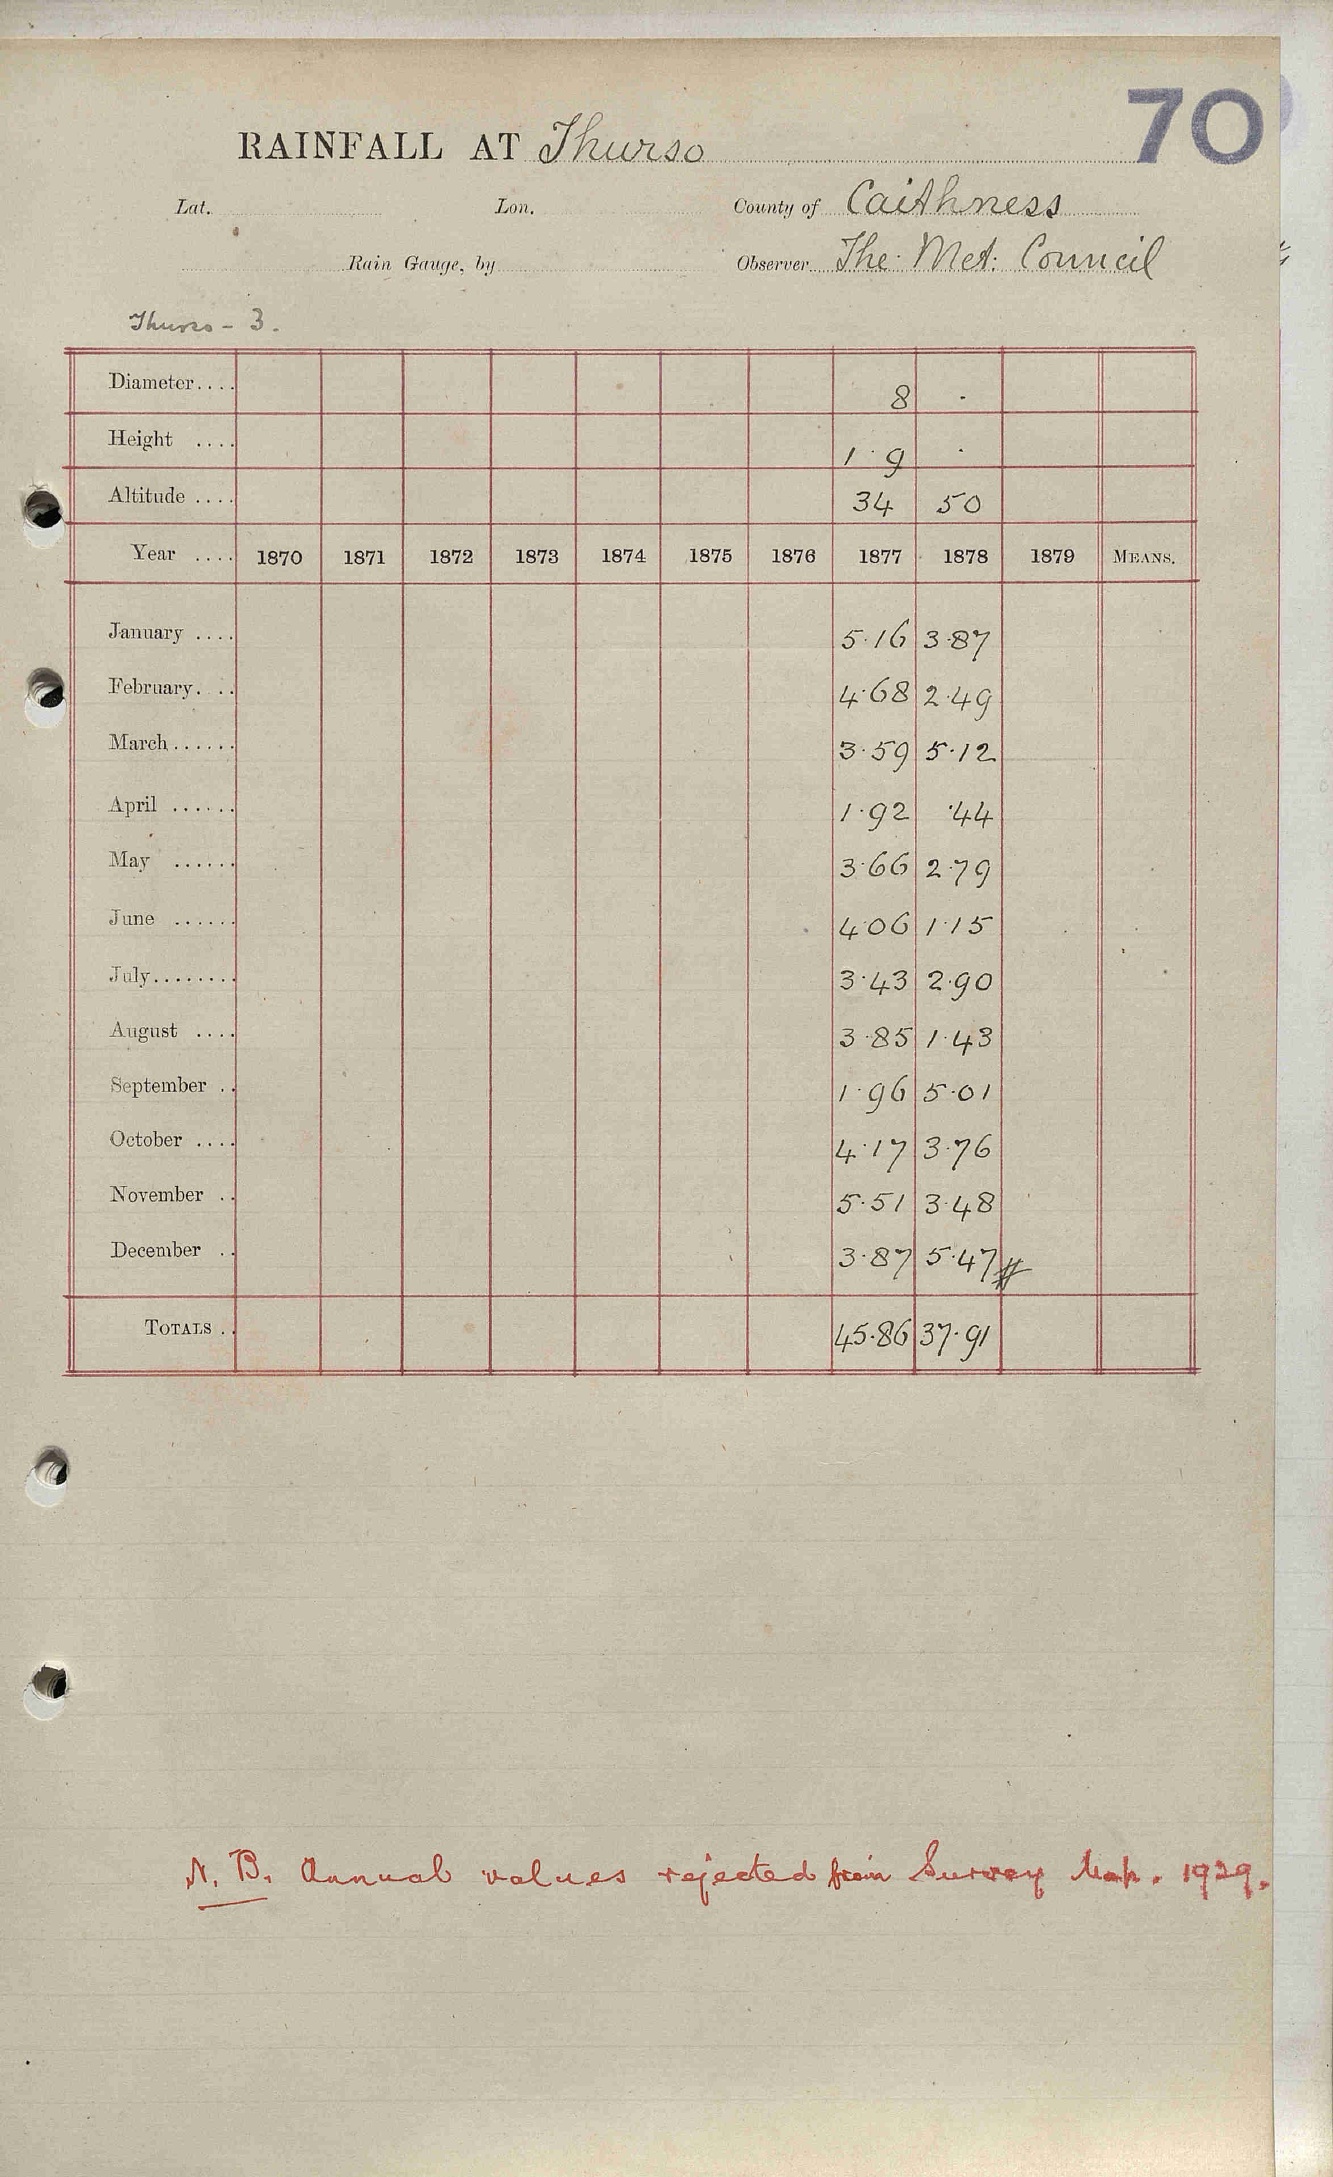 70
RAINFALL AT Thurso
Lat. Lon. County of Caithness
Rain Gauge, by Observer The Met: Council
Thurso - 3.
Diameter.... 8 .
Height .... 1 . 9 .
Altitude .... 34 50
Year .... 1870 1871 1872 1873 1874 1875 1876 1877 1878 1879 MEANS.
January .... 5.16 3.87
February. .. 4.68 2.49
March...... 3.59 5.12
April ...... 1.92 .44
May ...... 3.66 2.79
June ...... 4.06 1.15
July........ 3.43 2.90
August .... 3.85 1.43
September .. 1.96 5.01
October .... 4.17 3.76
November .. 5.51 3.48
December .. 3.87 5.47 #
TOTALS .. 45.86 37.91
N. B. Annual values rejected from Survey Map. 1929.